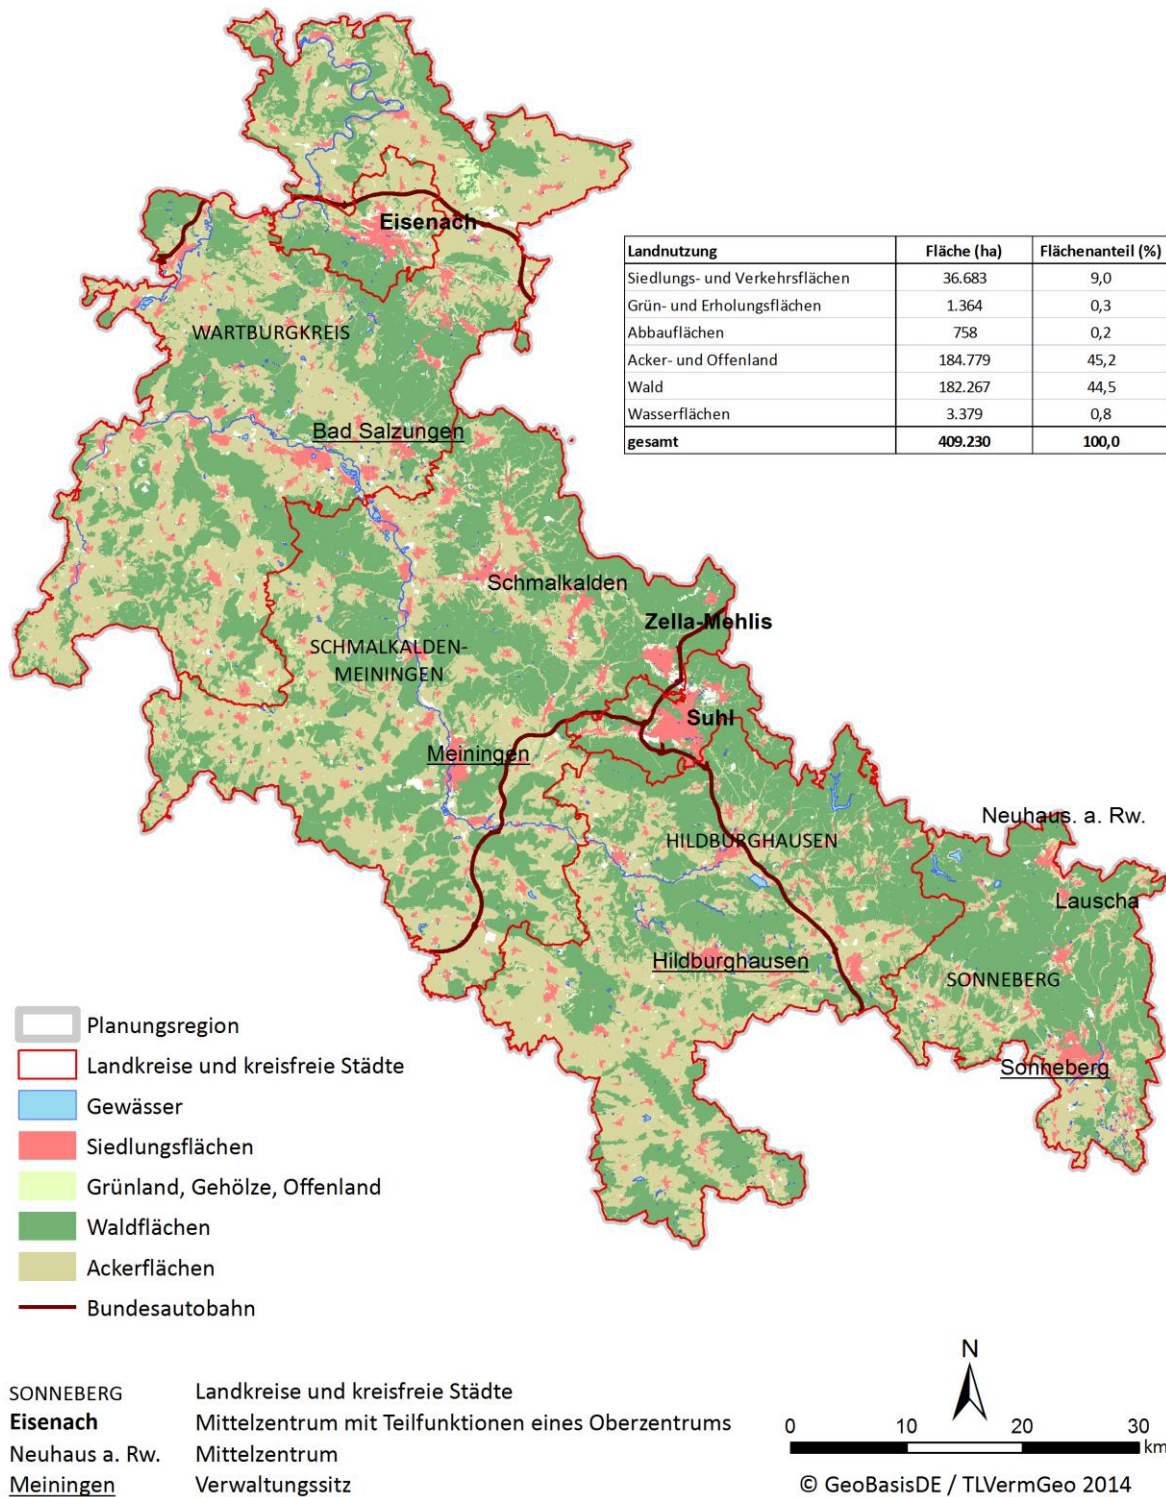 Eisenach
Landnutzung Fläche (ha) Flächenanteil (%)
Siedlungs- und Verkehrsflächen 36.683 9,0
Grün- und Erholungsflächen 1.364 0,3
Abbauflächen 758 0,2
Acker- und Offenland 184.779 45,2
Wald 182.267 44,5
Wasserflächen 3.379 0,8
gesamt 409.230 100,0
WARTBURGKREIS
Bad Salzungen
Schmalkalden
Zella-Mehlis
SCHMALKALDEN-
MEININGEN
Suhl
Meiningen
Neuhaus. a. Rw.
HILDBURGHAUSEN
Lauscha
Hildburghausen
SONNEBERG
Sonneberg
Planungsregion
Landkreise und kreisfreie Städte
Gewässer
Siedlungsflächen
Grünland, Gehölze, Offenland
Waldflächen
Ackerflächen
Bundesautobahn
SONNEBERG Landkreise und kreisfreie Städte
Eisenach Mittelzentrum mit Teilfunktionen eines Oberzentrums
Neuhaus a. Rw. Mittelzentrum
Meiningen Verwaltungssitz
N
0 10 20 30
km
© GeoBasisDE / TLVermGeo 2014